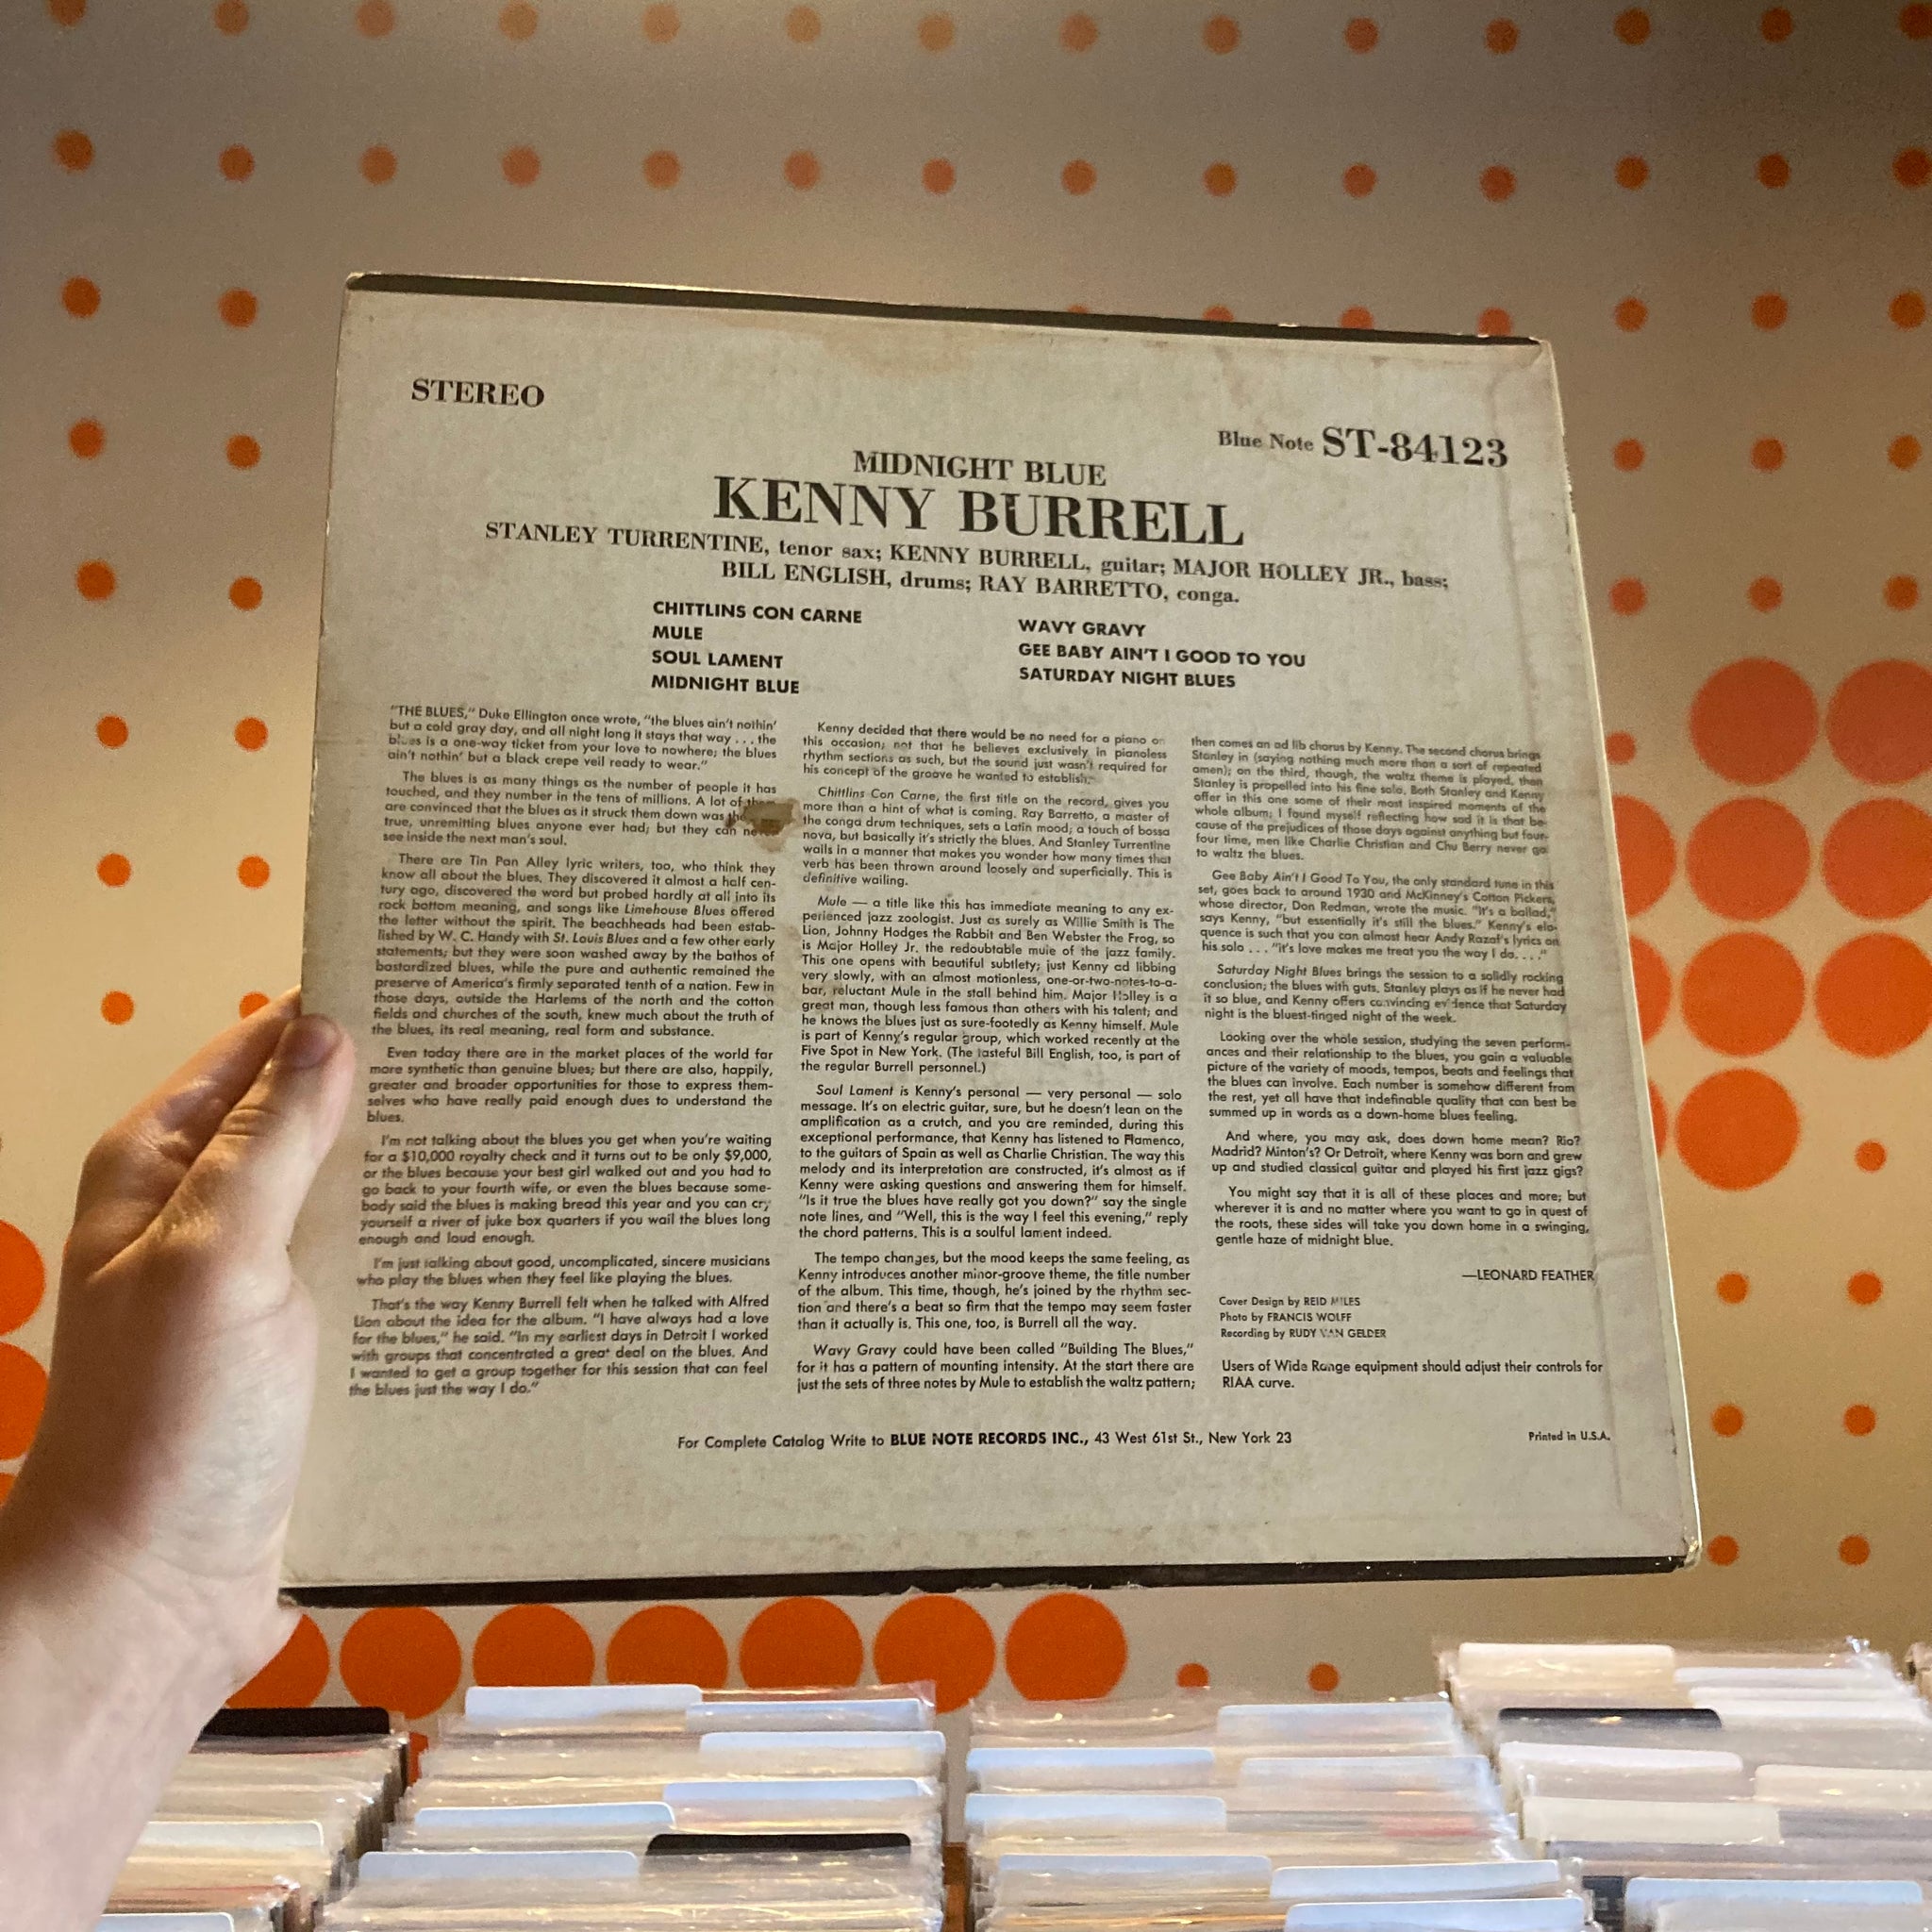 STEREO
Blue Note ST-84123
MIDNIGHT BLUE
KENNY BURRELL
STANLEY TURRENTINE, tenor sax; KENNY BURRELL, guitar; MAJOR HOLLEY JR., bass;
BILL ENGLISH, drums; RAY BARRETTO, conga.
CHITTLINS CON CARNE
MULE
SOUL LAMENT
MIDNIGHT BLUE
WAVY GRAVY
GEE BABY AIN'T I GOOD TO YOU
SATURDAY NIGHT BLUES
"THE BLUES," Duke Ellington once wrote, "the blues ain't nothin'
but a cold gray day, and all night long it stays that way . . . the
blues is a one-way ticket from your love to nowhere; the blues
ain't nothin' but a black crepe veil ready to wear."
The blues is as many things as the number of people it has
touched, and they number in the tens of millions. A lot of them
are convinced that the blues as it struck them down was the
true, unremitting blues anyone ever had; but they can never
see inside the next man's soul.
There are Tin Pan Alley lyric writers, too, who think they
know all about the blues. They discovered it almost a half cen-
tury ago, discovered the word but probed hardly at all into its
rock bottom meaning, and songs like Limehouse Blues offered
the letter without the spirit. The beachheads had been estab-
lished by W. C. Handy with St. Louis Blues and a few other early
statements; but they were soon washed away by the bathos of
bastardized blues, while the pure and authentic remained the
preserve of America's firmly separated tenth of a nation. Few in
those days, outside the Harlems of the north and the cotton
fields and churches of the south, knew much about the truth of
the blues, its real meaning, real form and substance.
Even today there are in the market places of the world far
more synthetic than genuine blues; but there are also, happily,
greater and broader opportunities for those to express them-
selves who have really paid enough dues to understand the
blues.
I'm not talking about the blues you get when you're waiting
for a $10,000 royalty check and it turns out to be only $9,000,
or the blues because your best girl walked out and you had to
go back to your fourth wife, or even the blues because some-
body said the blues is making bread this year and you can cry
yourself a river of juke box quarters if you wail the blues long
enough and loud enough.
I'm just talking about good, uncomplicated, sincere musicians
who play the blues when they feel like playing the blues.
That's the way Kenny Burrell felt when he talked with Alfred
Lion about the idea for the album. "I have always had a love
for the blues," he said. "In my earliest days in Detroit I worked
with groups that concentrated a great deal on the blues. And
I wanted to get a group together for this session that can feel
the blues just the way I do."
Kenny decided that there would be no need for a piano on
this occasion; not that he believes exclusively in pianoless
rhythm sections as such, but the sound just wasn't required for
his concept of the groove he wanted to establish.
Chittlins Con Carne, the first title on the record, gives you
more than a hint of what is coming. Ray Barretto, a master of
the conga drum techniques, sets a Latin mood; a touch of bossa
nova, but basically it's strictly the blues. And Stanley Turrentine
wails in a manner that makes you wonder how many times that
verb has been thrown around loosely and superficially. This is
definitive wailing.
Mule — a title like this has immediate meaning to any ex-
perienced jazz zoologist. Just as surely as Willie Smith is The
Lion, Johnny Hodges the Rabbit and Ben Webster the Frog, so
is Major Holley Jr. the redoubtable mule of the jazz family.
This one opens with beautiful subtlety; just Kenny ad libbing
very slowly, with an almost motionless, one-or-two-notes-to-a-
bar, reluctant Mule in the stall behind him. Major Holley is a
great man, though less famous than others with his talent; and
he knows the blues just as sure-footedly as Kenny himself. Mule
is part of Kenny's regular group, which worked recently at the
Five Spot in New York. (The tasteful Bill English, too, is part of
the regular Burrell personnel.)
Soul Lament is Kenny's personal — very personal — solo
message. It's on electric guitar, sure, but he doesn't lean on the
amplification as a crutch, and you are reminded, during this
exceptional performance, that Kenny has listened to Flamenco,
to the guitars of Spain as well as Charlie Christian. The way this
melody and its interpretation are constructed, it's almost as if
Kenny were asking questions and answering them for himself.
"Is it true the blues have really got you down?" say the single
note lines, and "Well, this is the way I feel this evening," reply
the chord patterns. This is a soulful lament indeed.
The tempo changes, but the mood keeps the same feeling, as
Kenny introduces another minor-groove theme, the title number
of the album. This time, though, he's joined by the rhythm sec-
tion and there's a beat so firm that the tempo may seem faster
than it actually is. This one, too, is Burrell all the way.
Wavy Gravy could have been called "Building The Blues,"
for it has a pattern of mounting intensity. At the start there are
just the sets of three notes by Mule to establish the waltz pattern;
then comes an ad lib chorus by Kenny. The second chorus brings
Stanley in (saying nothing much more than a sort of repeated
amen); on the third, though, the waltz theme is played, then
Stanley is propelled into his fine solo. Both Stanley and Kenny
offer in this one some of their most inspired moments of the
whole album; I found myself reflecting how sad it is that be-
cause of the prejudices of those days against anything but four-
four time, men like Charlie Christian and Chu Berry never got
to waltz the blues.
Gee Baby Ain't I Good To You, the only standard tune in this
set, goes back to around 1930 and McKinney's Cotton Pickers,
whose director, Don Redman, wrote the music. "It's a ballad,"
says Kenny, "but essentially it's still the blues." Kenny's elo-
quence is such that you can almost hear Andy Razaf's lyrics on
his solo . . . "it's love makes me treat you the way I do. . . ."
Saturday Night Blues brings the session to a solidly rocking
conclusion; the blues with guts. Stanley plays as if he never had
it so blue, and Kenny offers convincing evidence that Saturday
night is the bluest-tinged night of the week.
Looking over the whole session, studying the seven perform-
ances and their relationship to the blues, you gain a valuable
picture of the variety of moods, tempos, beats and feelings that
the blues can involve. Each number is somehow different from
the rest, yet all have that indefinable quality that can best be
summed up in words as a down-home blues feeling.
And where, you may ask, does down home mean? Rio?
Madrid? Minton's? Or Detroit, where Kenny was born and grew
up and studied classical guitar and played his first jazz gigs?
You might say that it is all of these places and more; but
wherever it is and no matter where you want to go in quest of
the roots, these sides will take you down home in a swinging,
gentle haze of midnight blue.
—LEONARD FEATHER
Cover Design by REID MILES
Photo by FRANCIS WOLFF
Recording by RUDY VAN GELDER
Users of Wide Range equipment should adjust their controls for
RIAA curve.
For Complete Catalog Write to BLUE NOTE RECORDS INC., 43 West 61st St., New York 23
Printed in U.S.A.